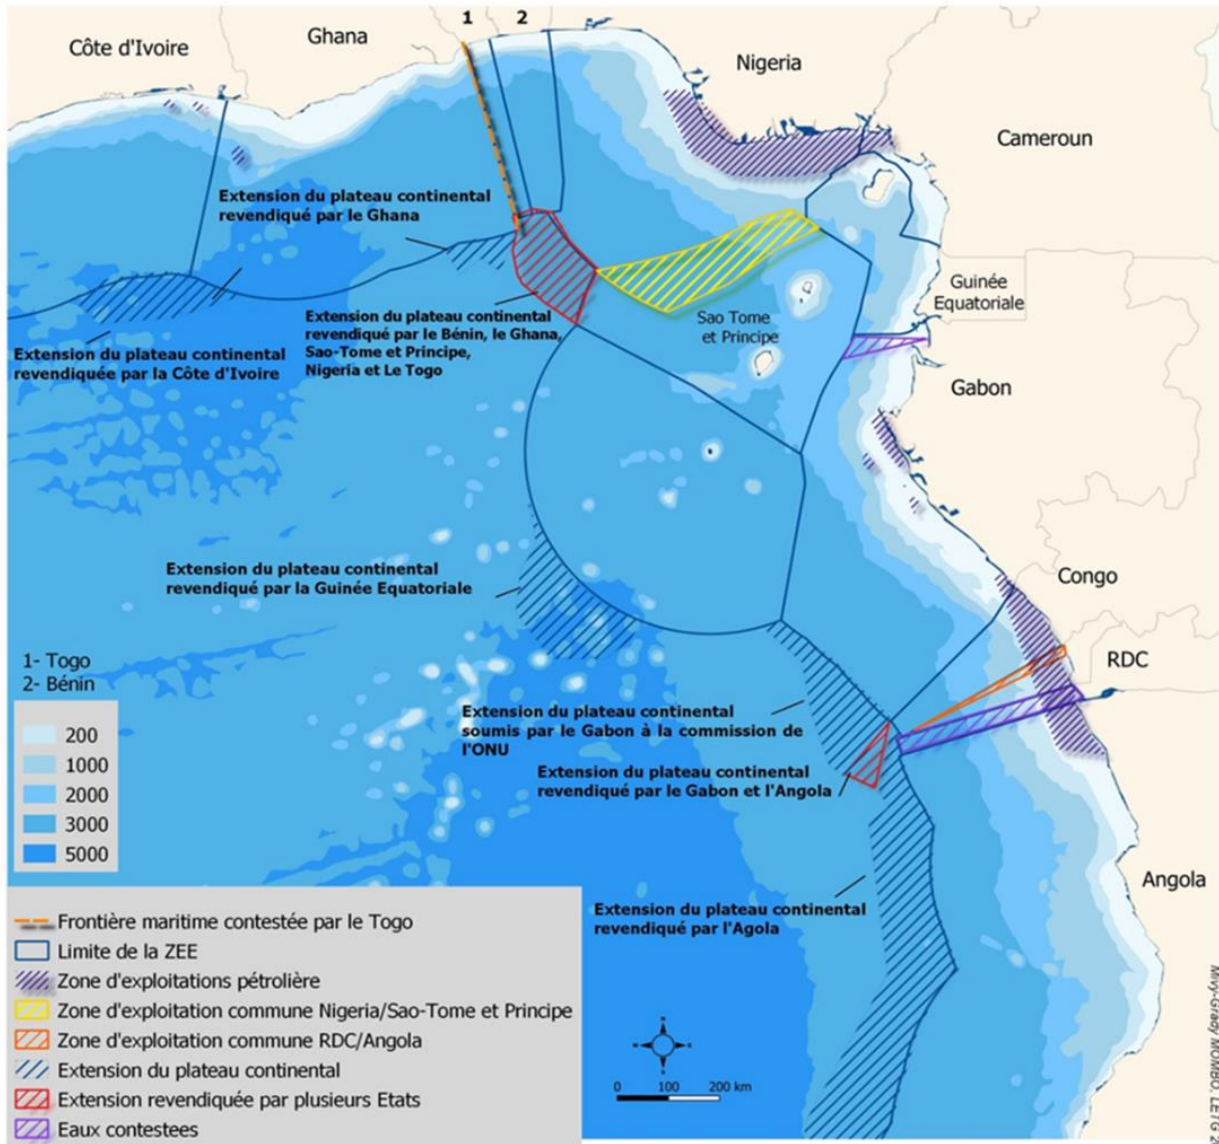 1
2
Côte d'Ivoire
Ghana
Nigeria
Cameroun
Extension du plateau continental
revendiqué par le Ghana
Guinée
Equatoriale
Extension du plateau continental
revendiquée par la Côte d'Ivoire
Extension du plateau continental
revendiqué par le Bénin, le Ghana,
Sao-Tome et Principe,
Nigeria et Le Togo
Sao Tome
et Principe
Gabon
Extension du plateau continental
revendiqué par la Guinée Equatoriale
Congo
RDC
1- Togo
2- Bénin
200
1000
2000
3000
5000
Extension du plateau continental
soumis par le Gabon à la commission de
l'ONU
Extension du plateau continental
revendiqué par le Gabon et l'Angola
Angola
Extension du plateau continental
revendiqué par l'Agola
Frontière maritime contestée par le Togo
Limite de la ZEE
Zone d'exploitations pétrolière
Zone d'exploitation commune Nigeria/Sao-Tome et Principe
Zone d'exploitation commune RDC/Angola
Extension du plateau continental
Extension revendiquée par plusieurs Etats
Eaux contestees
0 100 200 km
MOMBO, LETG